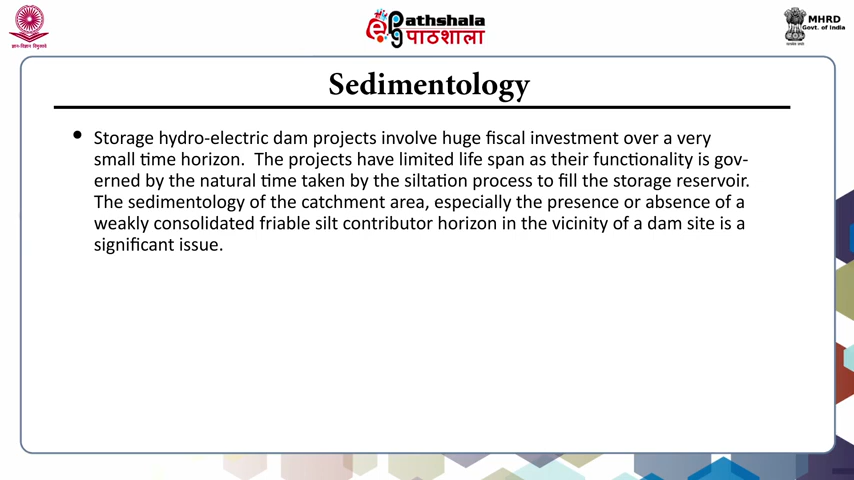 ePathshala
पाठशाला
MHRD
Govt. of India
Sedimentology
• Storage hydro-electric dam projects involve huge fiscal investment over a very
small time horizon.  The projects have limited life span as their functionality is gov-
erned by the natural time taken by the siltation process to fill the storage reservoir.
The sedimentology of the catchment area, especially the presence or absence of a
weakly consolidated friable silt contributor horizon in the vicinity of a dam site is a
significant issue.